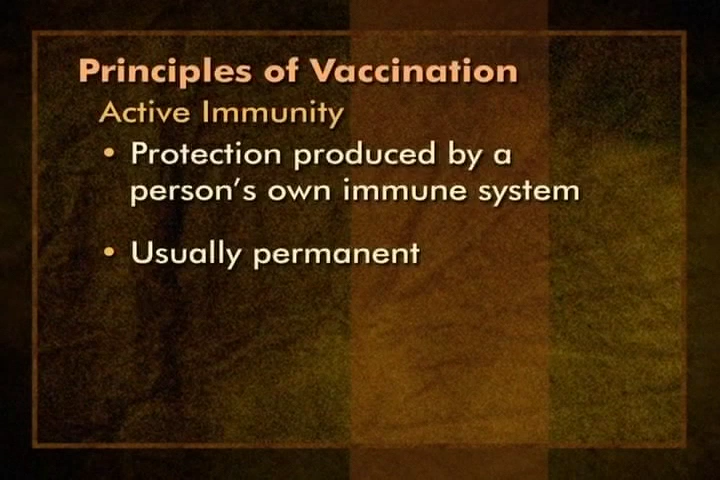 Principles of Vaccination
Active Immunity
• Protection produced by a
person’s own immune system
• Usually permanent